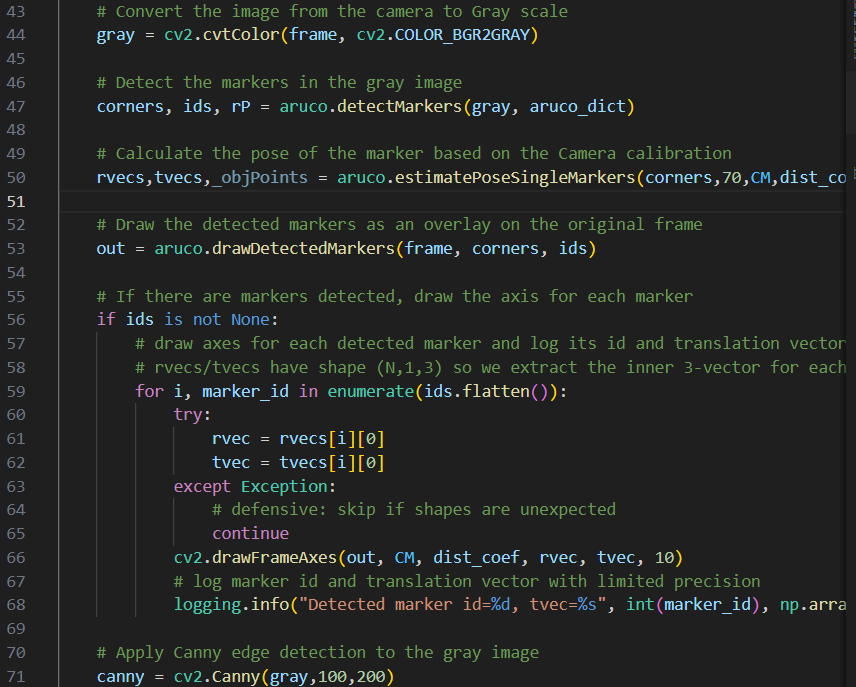 43 # Convert the image from the camera to Gray scale
44 gray = cv2.cvtColor(frame, cv2.COLOR_BGR2GRAY)
45
46 # Detect the markers in the gray image
47 corners, ids, rP = aruco.detectMarkers(gray, aruco_dict)
48
49 # Calculate the pose of the marker based on the Camera calibration
50 rvecs,tvecs,_objPoints = aruco.estimatePoseSingleMarkers(corners,70,CM,dist_co
51
52 # Draw the detected markers as an overlay on the original frame
53 out = aruco.drawDetectedMarkers(frame, corners, ids)
54
55 # If there are markers detected, draw the axis for each marker
56 if ids is not None:
57 # draw axes for each detected marker and log its id and translation vector
58 # rvecs/tvecs have shape (N,1,3) so we extract the inner 3-vector for each
59 for i, marker_id in enumerate(ids.flatten()):
60 try:
61 rvec = rvecs[i][0]
62 tvec = tvecs[i][0]
63 except Exception:
64 # defensive: skip if shapes are unexpected
65 continue
66 cv2.drawFrameAxes(out, CM, dist_coef, rvec, tvec, 10)
67 # log marker id and translation vector with limited precision
68 logging.info("Detected marker id=%d, tvec=%s", int(marker_id), np.arra
69
70 # Apply Canny edge detection to the gray image
71 canny = cv2.Canny(gray,100,200)